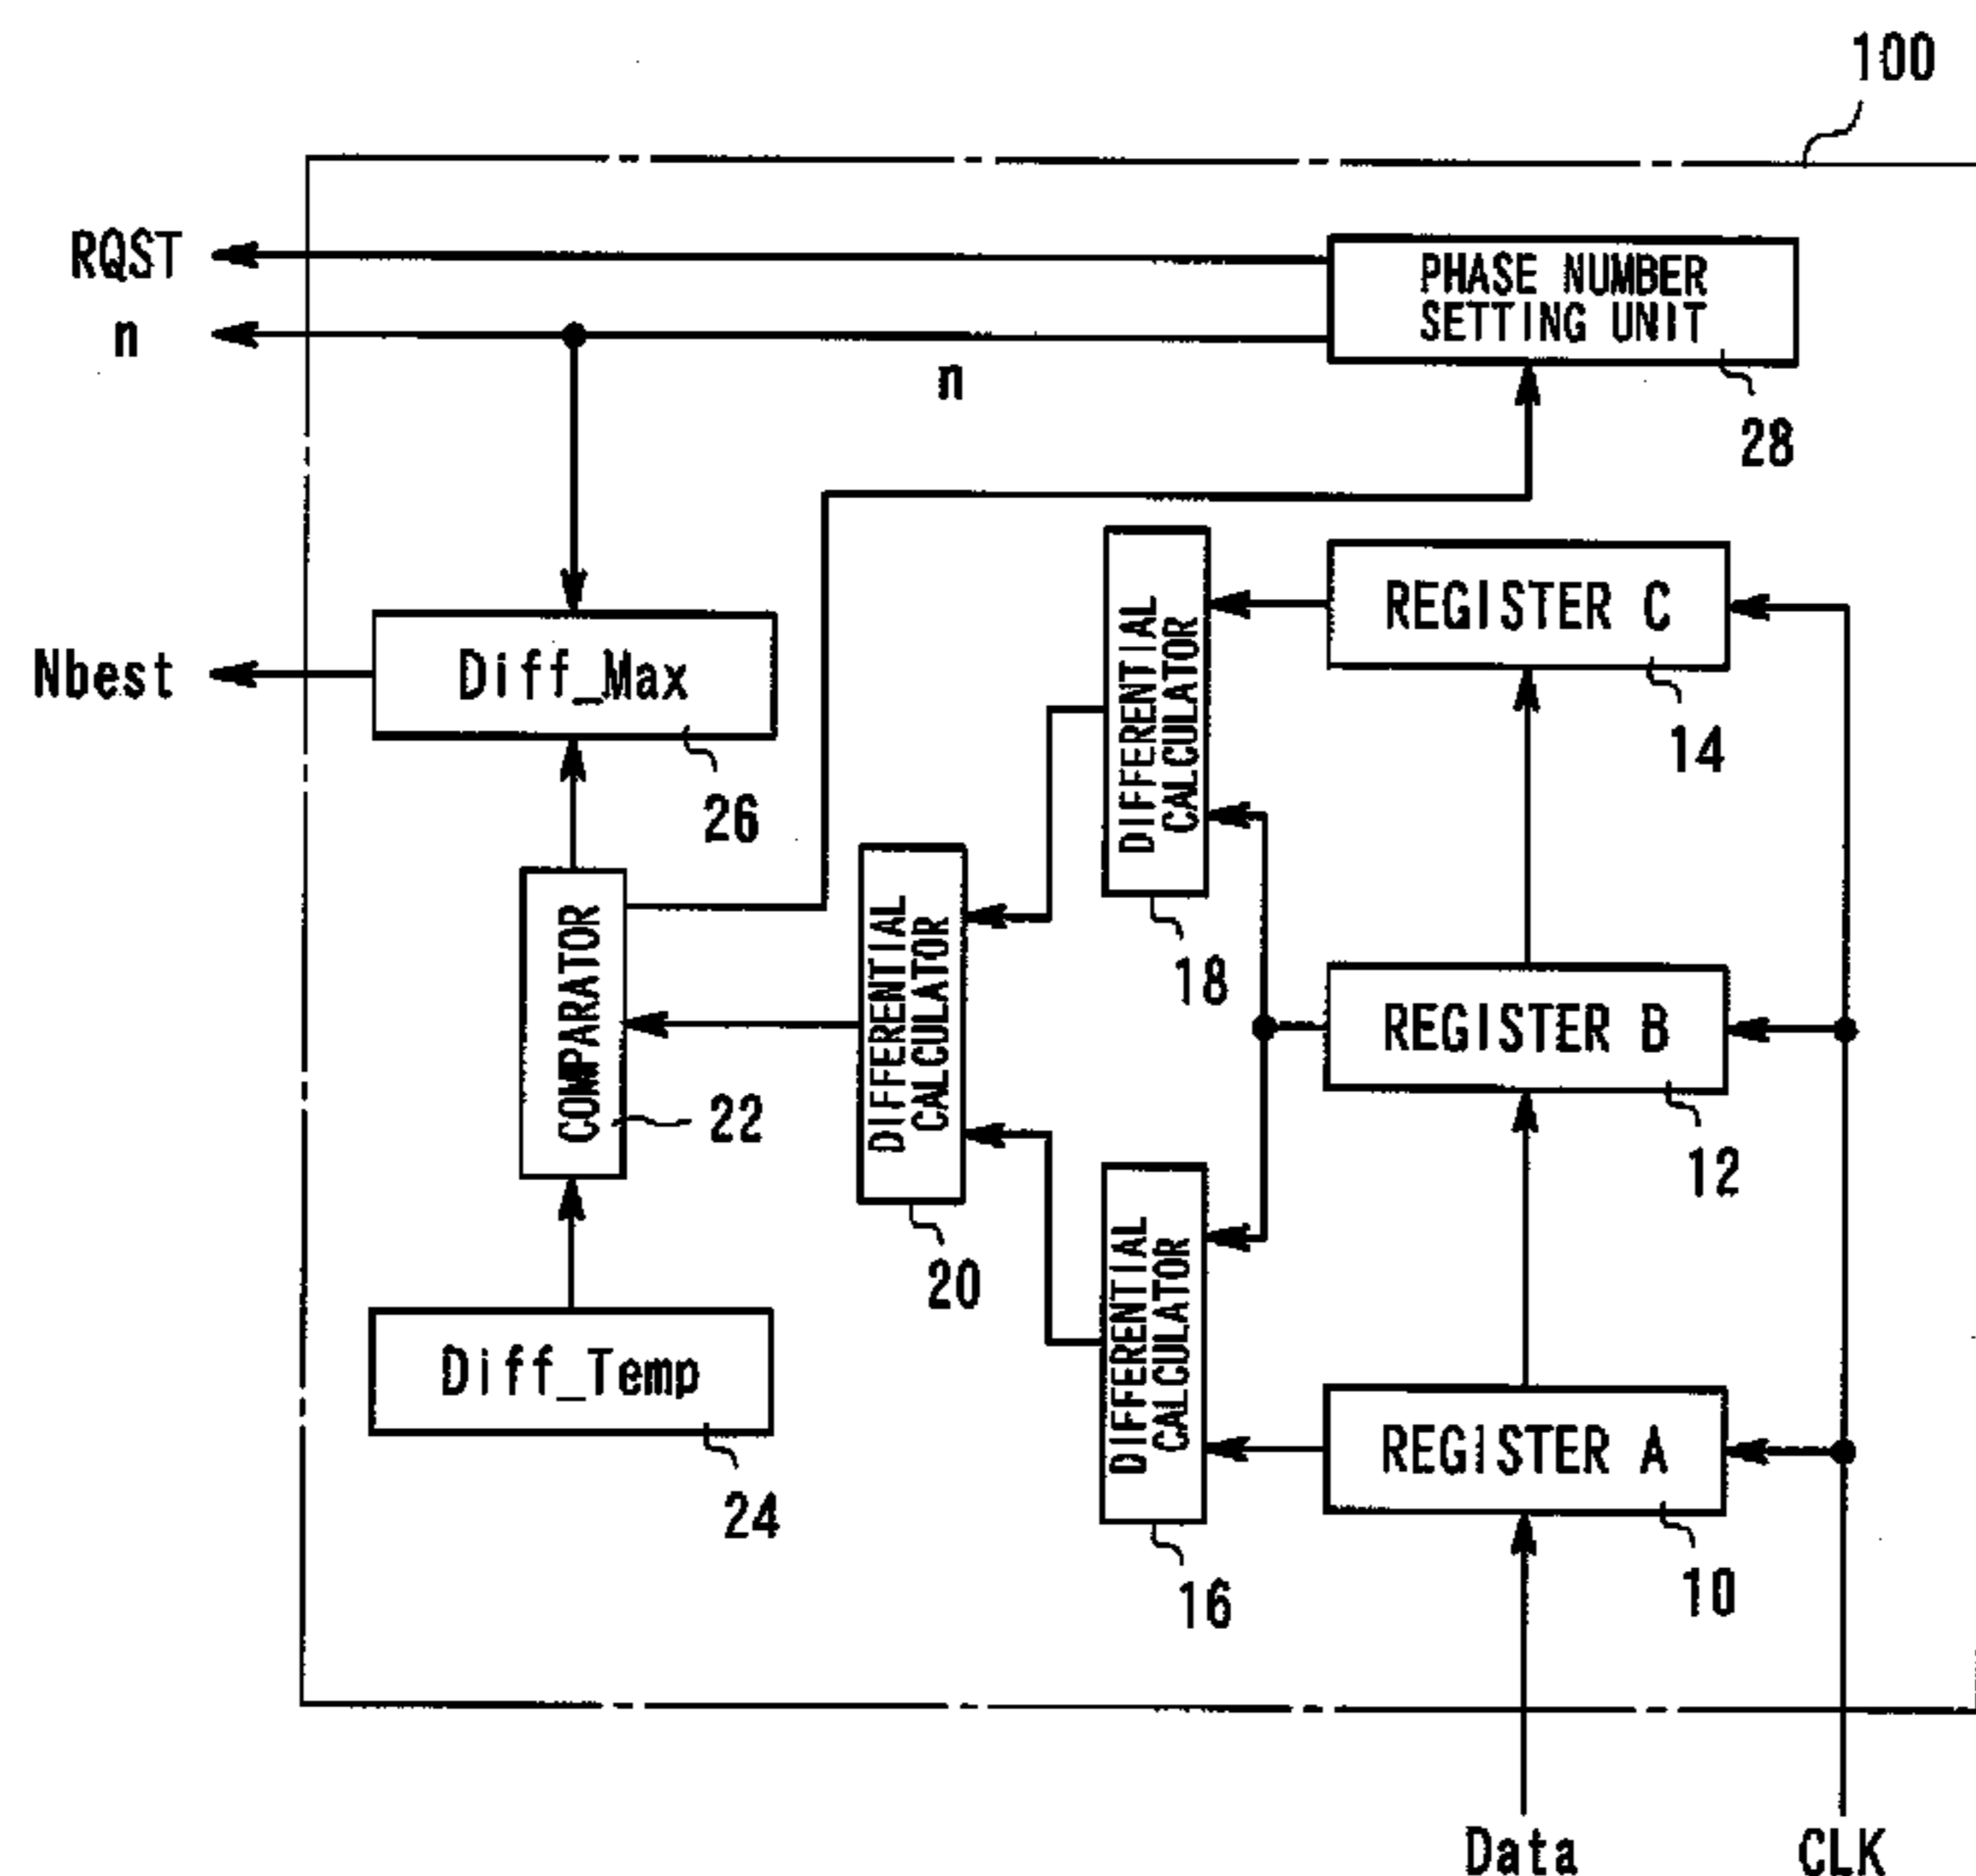 100
RQST
PHASE NUMBER
SETTING UNIT
n
n
28
REGISTER C
DIFFERENTIAL
CALCULATOR
Nbest
Diff_Max
14
26
DIFFERENTIAL
CALCULATOR
COMPARATOR
18
REGISTER B
22
12
DIFFERENTIAL
CALCULATOR
20
Diff_Temp
REGISTER A
24
16
10
Data
CLK